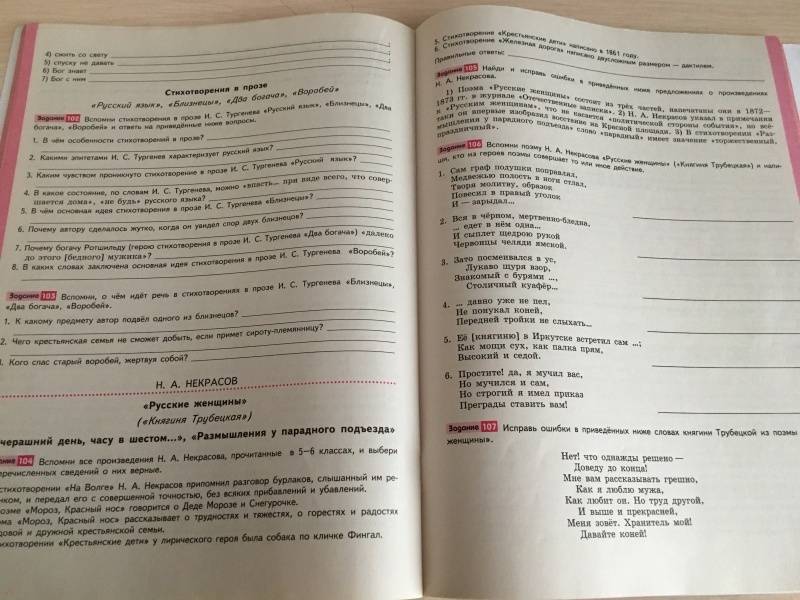 4) сжить со свету
5) спуску не давать
6) Бог знает
7) Бог с ним
Стихотворения в прозе
«Русский язык», «Близнецы», «Два богача», «Воробей»
Задание 102 Вспомни стихотворения в прозе И. С. Тургенева «Русский язык», «Близнецы», «Два
богача», «Воробей» и ответь на приведённые ниже вопросы.
1. В чём особенности стихотворений в прозе?
2. Какими эпитетами И. С. Тургенев характеризует русский язык?
3. Каким чувством проникнуто стихотворение в прозе И. С. Тургенева «Русский язык»?
4. В какое состояние, по словам И. С. Тургенева, можно «впасть... при виде всего, что совер-
шается дома», «не будь» русского языка?
5. В чём основная идея стихотворения в прозе И. С. Тургенева «Близнецы»?
6. Почему автору сделалось жутко, когда он увидел спор двух близнецов?
7. Почему богачу Ротшильду (герою стихотворения в прозе И. С. Тургенева «Два богача») «далеко
до этого [бедного] мужика»?
8. В каких словах заключена основная идея стихотворения в прозе И. С. Тургенева «Воробей»?
Задание 103 Вспомни, о чём идёт речь в стихотворениях в прозе И. С. Тургенева «Близнецы»,
«Два богача», «Воробей».
1. К какому предмету автор подвёл одного из близнецов?
2. Чего крестьянская семья не сможет добыть, если примет сироту-племянницу?
Кого спас старый воробей, жертвуя собой?
Н. А. НЕКРАСОВ
«Русские женщины»
(«Княгиня Трубецкая»)
черашний день, часу в шестом...», «Размышления у парадного подъезда»
ние 104 Вспомни все произведения Н. А. Некрасова, прочитанные в 5–6 классах, и выбери
перечисленных сведений о них верные.
стихотворении «На Волге» Н. А. Некрасов припомнил разговор бурлаков, слышанный им ре-
нком, и передал его с совершенной точностью, без всяких прибавлений и убавлений.
оэме «Мороз, Красный нос» говорится о Деде Морозе и Снегурочке.
ма «Мороз, Красный нос» рассказывает о трудностях и тяжестях, о горестях и радостях
довой и дружной крестьянской семьи.
ихотворении «Крестьянские дети» у лирического героя была собака по кличке Фингал.
5. Стихотворение «Крестьянские дети» написано в 1861 году.
6. Стихотворение «Железная дорога» написано двусложным размером — дактилем.
Правильные ответы:
Задание 105 Найди и исправь ошибки в приведённых ниже предложениях о произведениях
Н. А. Некрасова.
1) Поэма «Русские женщины» состоит из трёх частей, напечатаны они в 1872—
1873 гг. в журнале «Отечественные записки». 2) Н. А. Некрасов указал в примечании
к «Русским женщинам», что не касается «политической стороны события», но всё-
таки он впервые изобразил восстание на Красной площади. 3) В стихотворении «Раз-
мышления у парадного подъезда» слово «парадный» имеет значение «торжественный,
праздничный».
Задание 106 Вспомни поэму Н. А. Некрасова «Русские женщины» («Княгиня Трубецкая») и напи-
ши, кто из героев поэмы совершает то или иное действие.
1. Сам граф подушки поправлял,
Медвежью полость в ноги стлал,
Творя молитву, образок
Повесил в правый уголок
И — зарыдал...
2. Вся в чёрном, мертвенно-бледна,
... едет в нём одна...
И сыплет щедрою рукой
Червонцы челяди ямской.
3. Зато посмеивался в ус,
Лукаво щуря взор,
Знакомый с бурями ...,
Столичный куафёр...
4. ... давно уже не пел,
Не понукал коней,
Передней тройки не слыхать...
5. Её [княгиню] в Иркутске встретил сам ...;
Как мощи сух, как палка прям,
Высокий и седой.
6. Простите! да, я мучил вас,
Но мучился и сам,
Но строгий я имел приказ
Преграды ставить вам!
Задание 107 Исправь ошибки в приведённых ниже словах княгини Трубецкой из поэмы
женщины».
Нет! что однажды решено —
Доведу до конца!
Мне вам рассказывать грешно,
Как я люблю мужа,
Как любит он. Но труд другой,
И выше и прекрасней,
Меня зовёт. Хранитель мой!
Давайте коней!